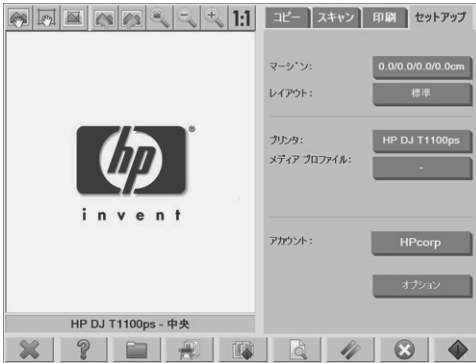 1:1
コピー スキャン 印刷 セットアップ
マージン: 0.0/0.0/0.0/0.0cm
レイアウト: 標準
hp®
invent
プリンタ: HP DJ T1100ps
メディア プロファイル: -
アカウント: HPcorp
オプション
HP DJ T1100ps - 中央
?